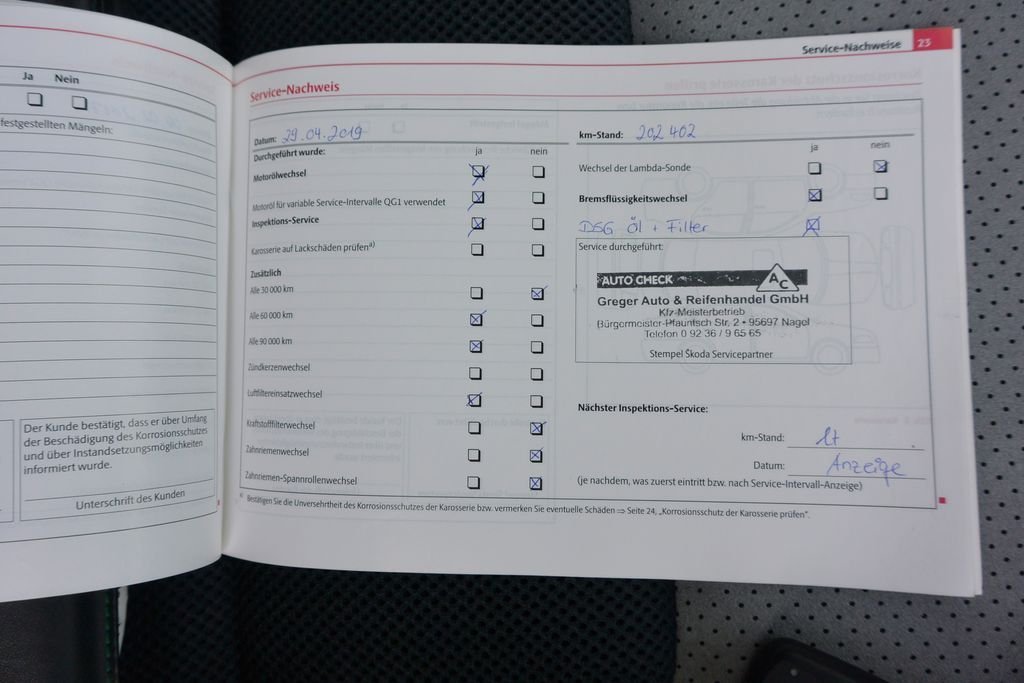 Ja Nein
festgestellten Mängeln:
Der Kunde bestätigt, dass er über Umfang
der Beschädigung des Korrosionsschutzes
und über Instandsetzungsmöglichkeiten
informiert wurde.
Unterschrift des Kunden
Service-Nachweise 23
Service-Nachweis
Datum: 29.04.2019
Durchgeführt wurde: ja nein
Motorölwechsel
Motoröl für variable Service-Intervalle QG1 verwendet
Inspektions-Service
Karosserie auf Lackschäden prüfen a)
Zusätzlich
Alle 30 000 km
Alle 60 000 km
Alle 90 000 km
Zündkerzenwechsel
Luftfiltereinsatzwechsel
Kraftstofffilterwechsel
Zahnriemenwechsel
Zahnriemen-Spannrollenwechsel
km-Stand: 202 402
ja nein
Wechsel der Lambda-Sonde
Bremsflüssigkeitswechsel
DSG Öl + Filter
Service durchgeführt:
AUTO CHECK AC
Greger Auto & Reifenhandel GmbH
Kfz-Meisterbetrieb
Bürgermeister-Pfauntsch Str. 2 • 95697 Nagel
Telefon 0 92 36 / 9 65 65
Stempel Škoda Servicepartner
Nächster Inspektions-Service:
km-Stand: lt
Datum: Anzeige
(je nachdem, was zuerst eintritt bzw. nach Service-Intervall-Anzeige)
a) Bestätigen Sie die Unversehrtheit des Korrosionsschutzes der Karosserie bzw. vermerken Sie eventuelle Schäden ⇒ Seite 24, „Korrosionsschutz der Karosserie prüfen".